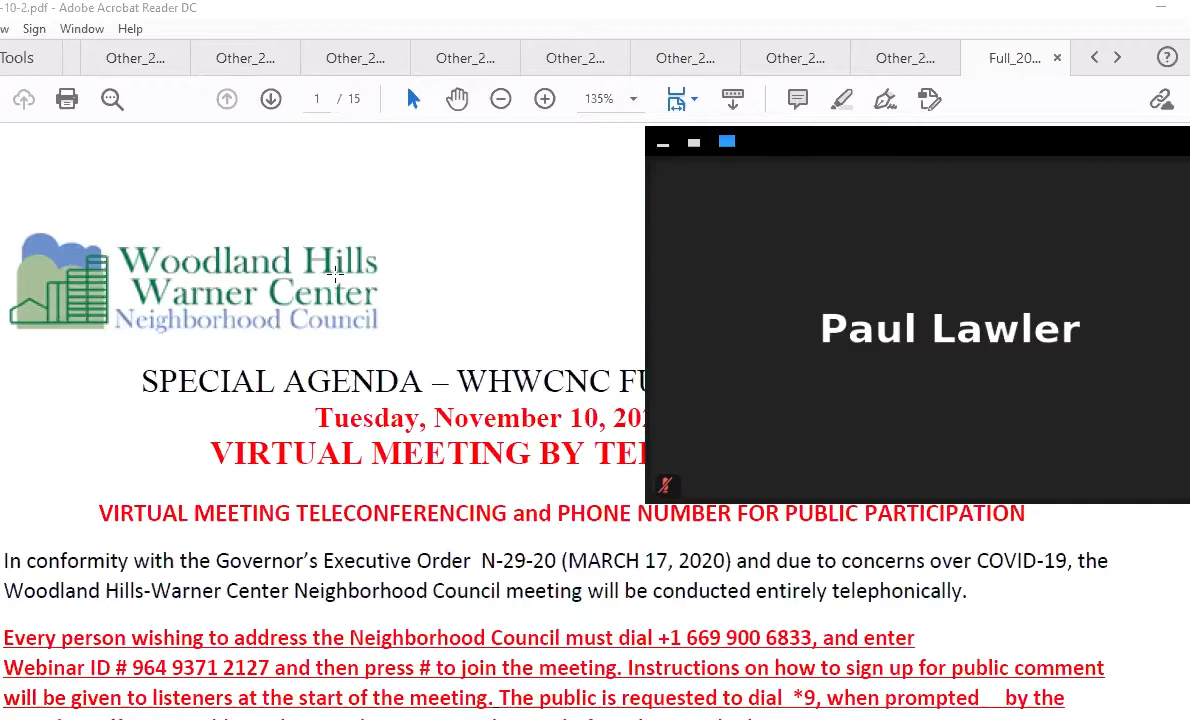 -10-2.pdf - Adobe Acrobat Reader DC
w Sign Window Help
Tools Other_2... Other_2... Other_2... Other_2... Other_2... Other_2... Other_2... Other_2... Full_20... ×
1 / 15 135%
Woodland Hills
Warner Center
Neighborhood Council
Paul Lawler
SPECIAL AGENDA – WHWCNC
Tuesday, November 10,
VIRTUAL MEETING BY
VIRTUAL MEETING TELECONFERENCING and PHONE NUMBER FOR PUBLIC PARTICIPATION
In conformity with the Governor’s Executive Order N-29-20 (MARCH 17, 2020) and due to concerns over COVID-19, the
Woodland Hills-Warner Center Neighborhood Council meeting will be conducted entirely telephonically.
Every person wishing to address the Neighborhood Council must dial +1 669 900 6833, and enter
Webinar ID # 964 9371 2127 and then press # to join the meeting. Instructions on how to sign up for public comment
will be given to listeners at the start of the meeting. The public is requested to dial *9, when prompted by the